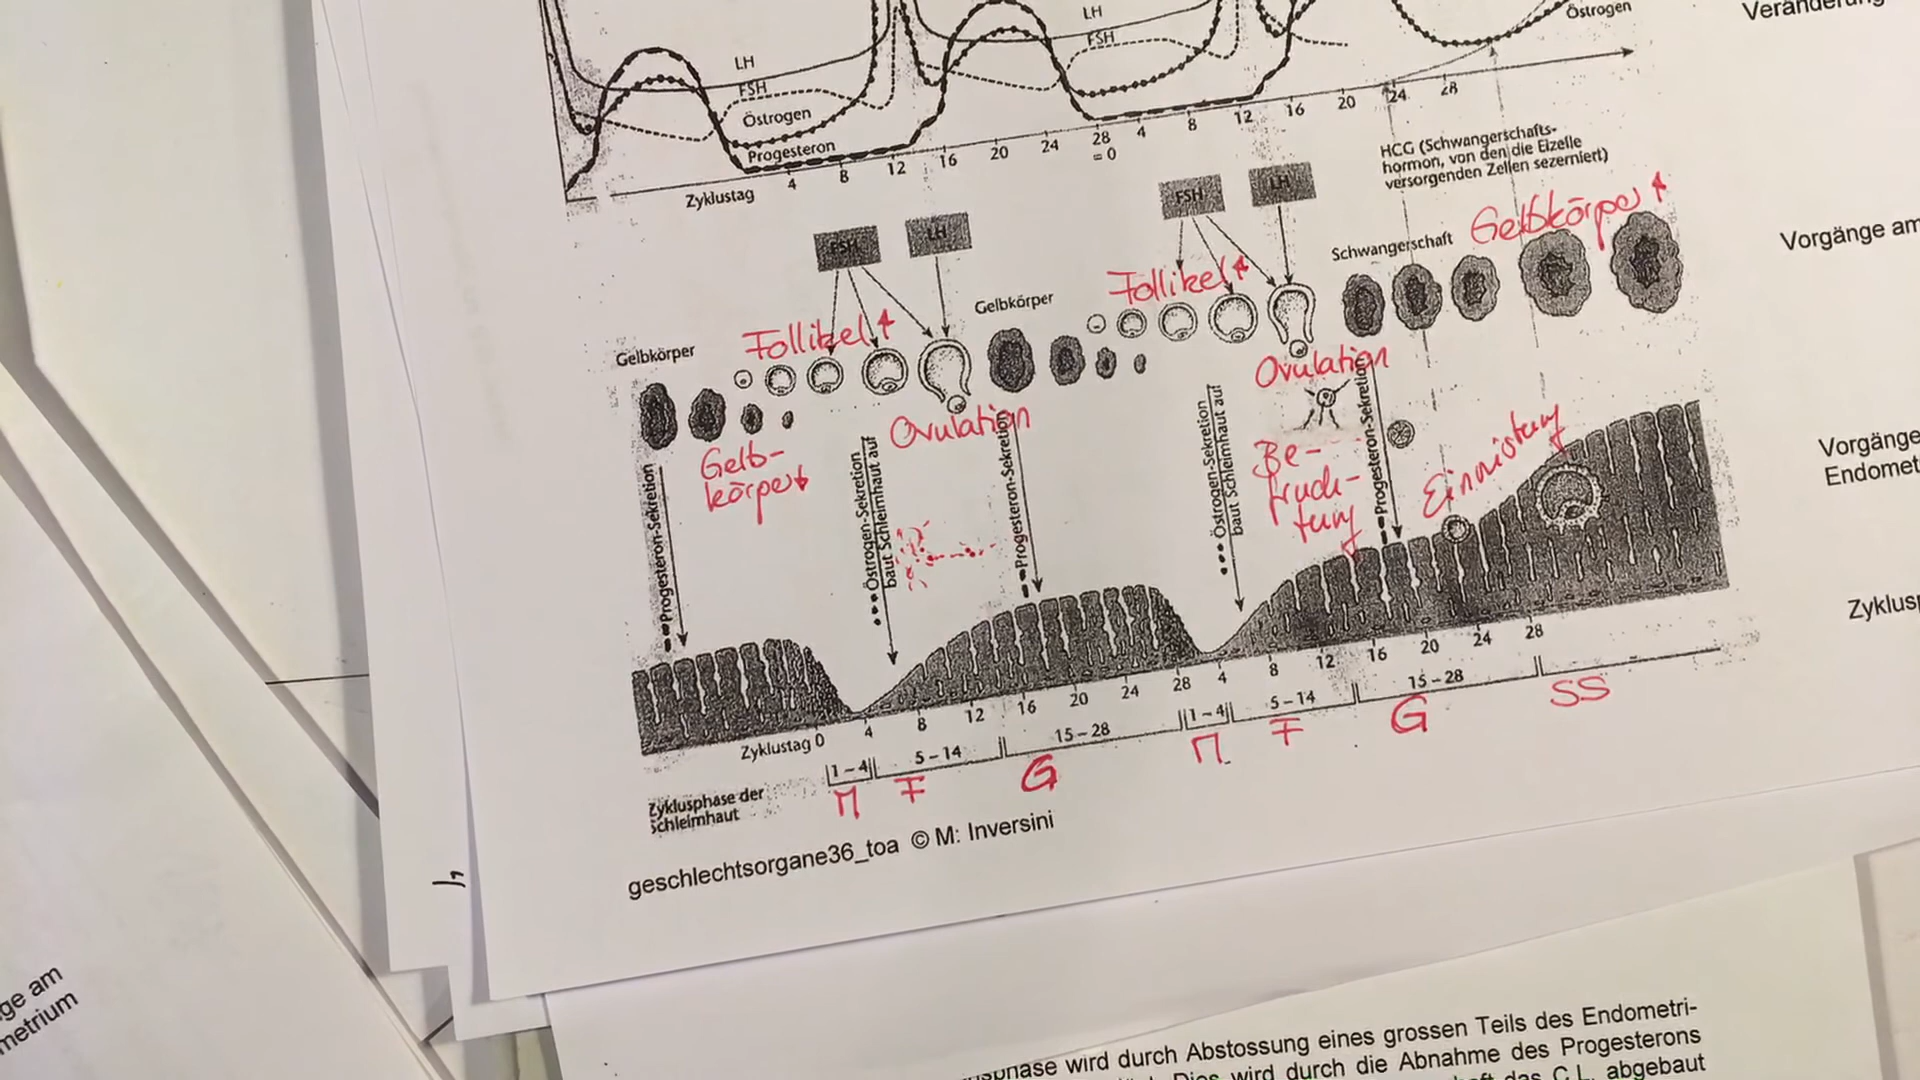 Östrogen
Veränderung
LH
FSH
LH
FSH
Östrogen
Progesteron
Zyklustag
4
8
12
16
20
24
28
= 0
4
8
12
16
20
24
28
HCG (Schwangerschafts-
hormon, von den die Eizelle
versorgenden Zellen sezerniert)
FSH
LH
FSH
LH
Schwangerschaft
Gelbkörper
Vorgänge am
Gelbkörper
Follikel
Gelbkörper
Follikel
Ovulation
Ovulation
Gelb-
körper
Be-
fruch-
tung
Einnistung
Progesteron-Sekretion
Östrogen-Sekretion
baut Schleimhaut auf
Progesteron-Sekretion
Östrogen-Sekretion
baut Schleimhaut auf
Progesteron-Sekretion
Vorgänge
Endomet
Zyklusp
Zyklustag 0
4
8
12
16
20
24
28
4
8
12
16
20
24
28
Zyklusphase der
Schleimhaut
1 – 4
5 – 14
15 – 28
1 – 4
5 – 14
15 – 28
M
F
G
M
F
G
SS
geschlechtsorgane36_toa © M: Inversini
ge am
metrium
sphase wird durch Abstossung eines grossen Teils des Endometri-
Dies wird durch die Abnahme des Progesterons
das C.L. abgebaut